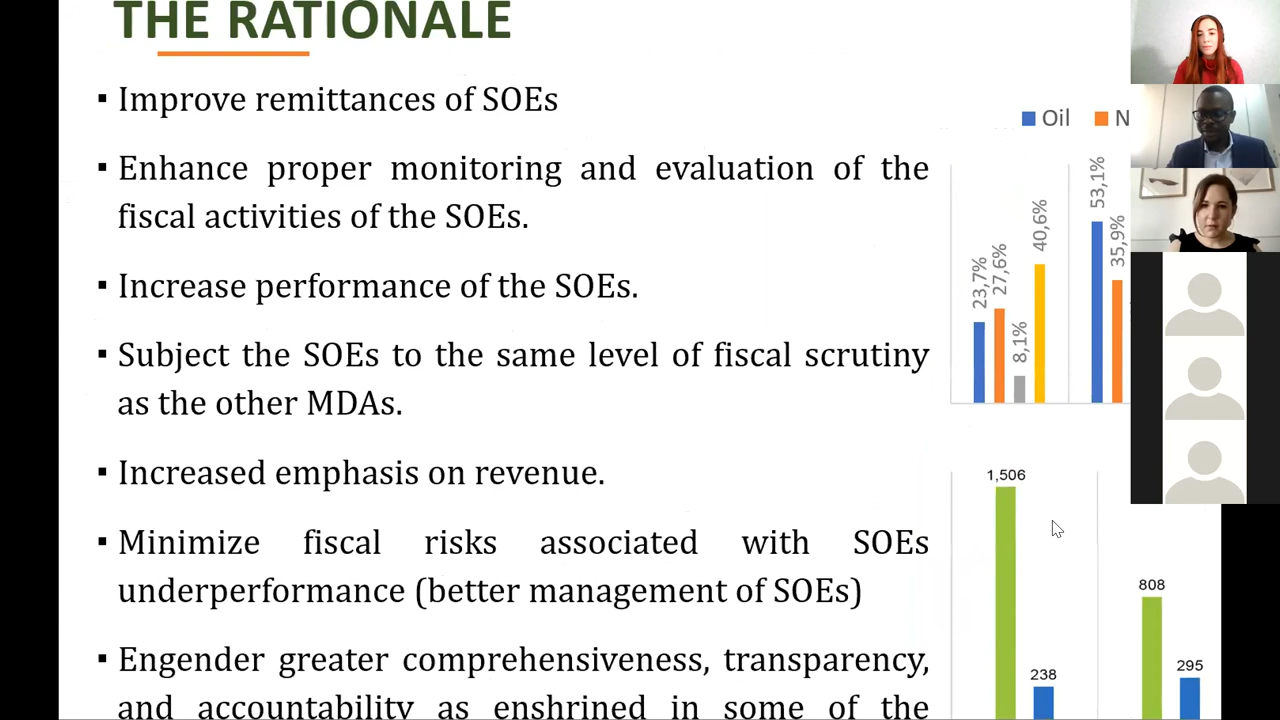 THE RATIONALE
▪ Improve remittances of SOEs
▪ Enhance proper monitoring and evaluation of the
fiscal activities of the SOEs.
▪ Increase performance of the SOEs.
▪ Subject the SOEs to the same level of fiscal scrutiny
as the other MDAs.
▪ Increased emphasis on revenue.
▪ Minimize fiscal risks associated with SOEs
underperformance (better management of SOEs)
▪ Engender greater comprehensiveness, transparency,
and accountability as enshrined in some of the
Oil N
23,7%
27,6%
8,1%
40,6%
53,1%
35,9%
1,506
238
808
295